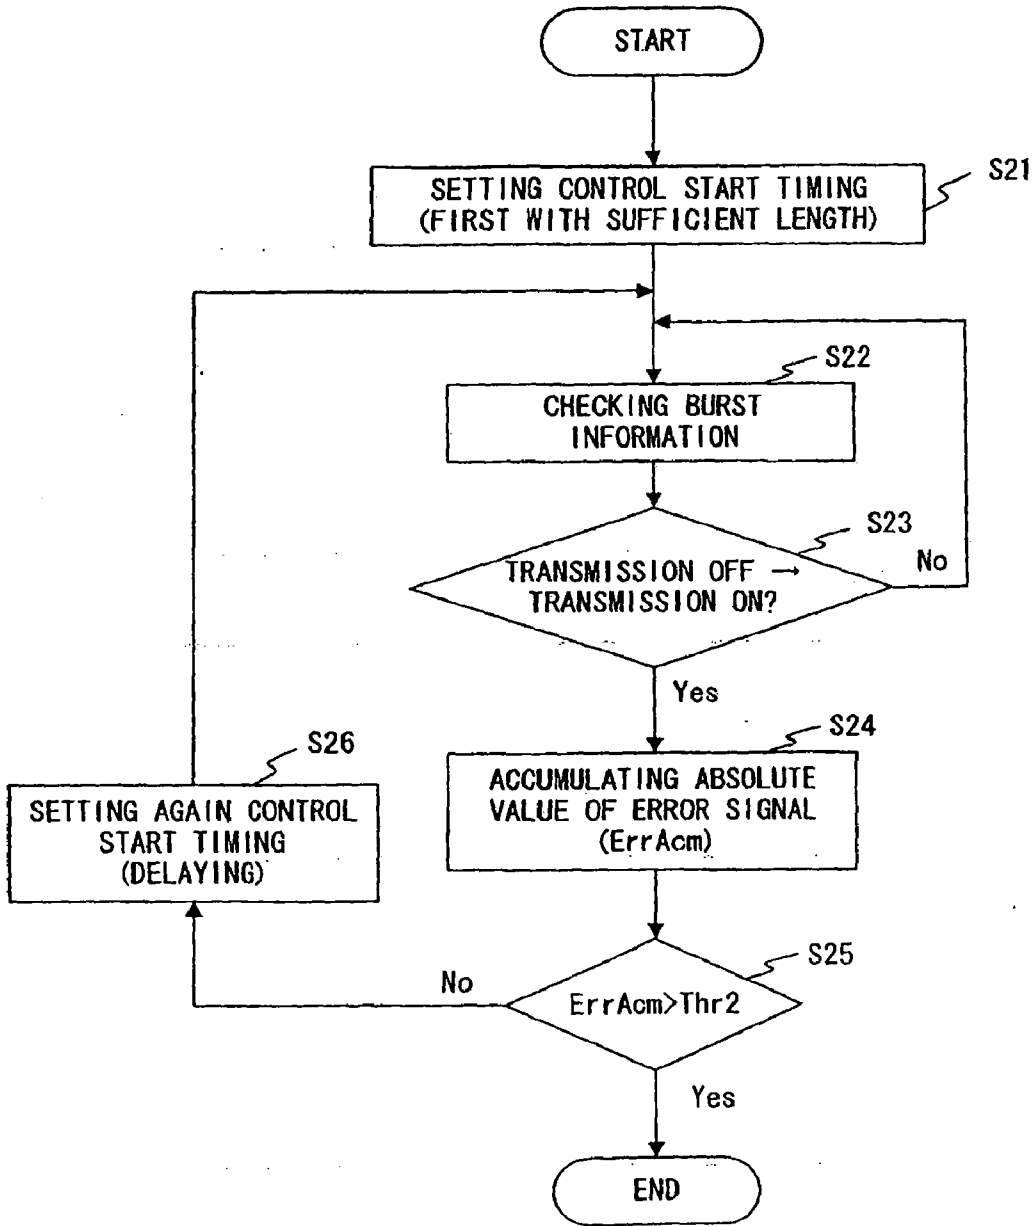 START
S21
SETTING CONTROL START TIMING
(FIRST WITH SUFFICIENT LENGTH)
S22
CHECKING BURST
INFORMATION
S23
TRANSMISSION OFF →
TRANSMISSION ON?
No
Yes
S24
ACCUMULATING ABSOLUTE
VALUE OF ERROR SIGNAL
(ErrAcm)
S26
SETTING AGAIN CONTROL
START TIMING
(DELAYING)
S25
ErrAcm>Thr2
No
Yes
END